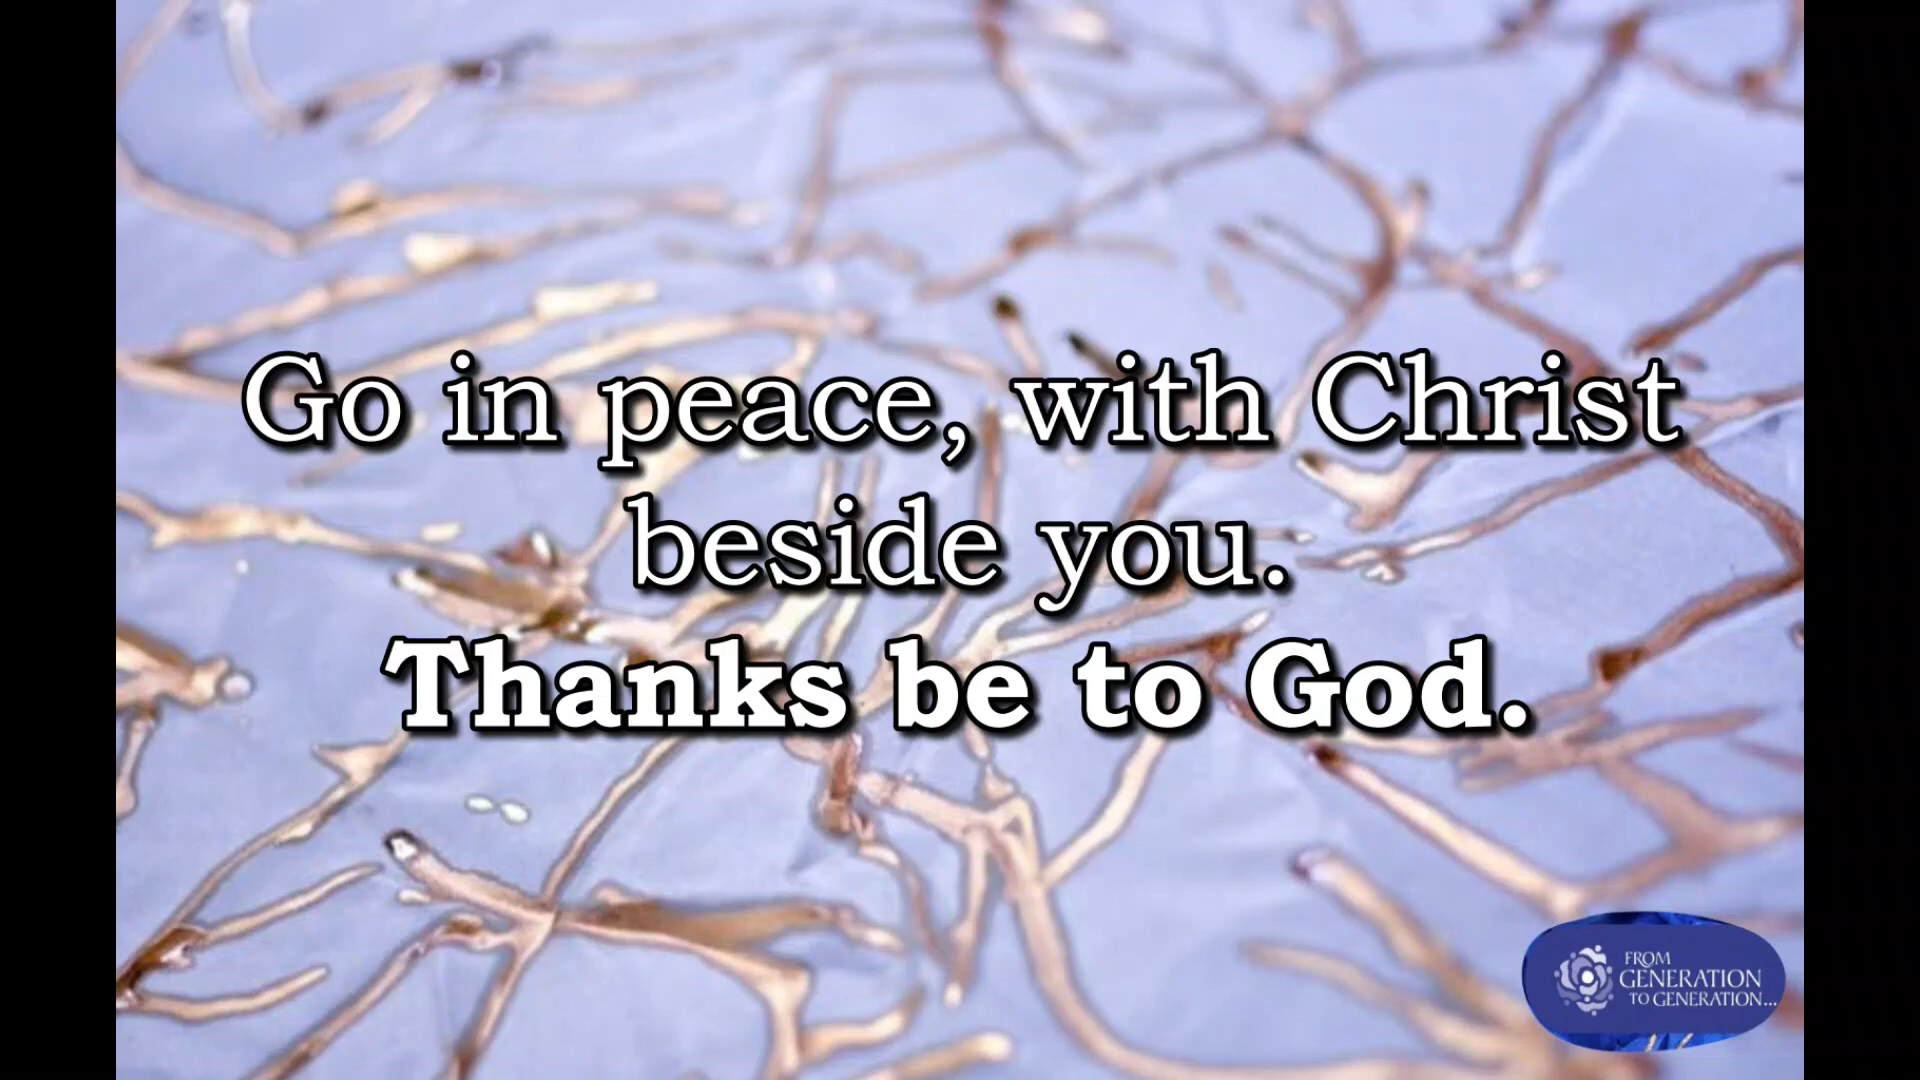 Go in peace, with Christ
beside you.
Thanks be to God.
FROM
GENERATION
TO GENERATION...